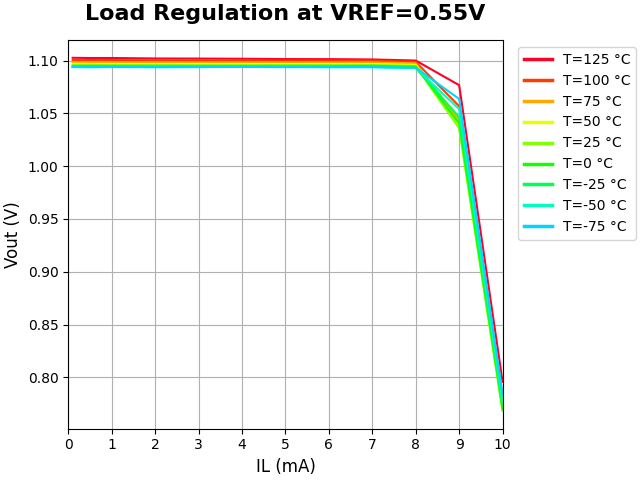 Load Regulation at VREF=0.55V
Vout (V)
1.10
1.05
1.00
0.95
0.90
0.85
0.80
0 1 2 3 4 5 6 7 8 9 10
IL (mA)
T=125 °C
T=100 °C
T=75 °C
T=50 °C
T=25 °C
T=0 °C
T=-25 °C
T=-50 °C
T=-75 °C